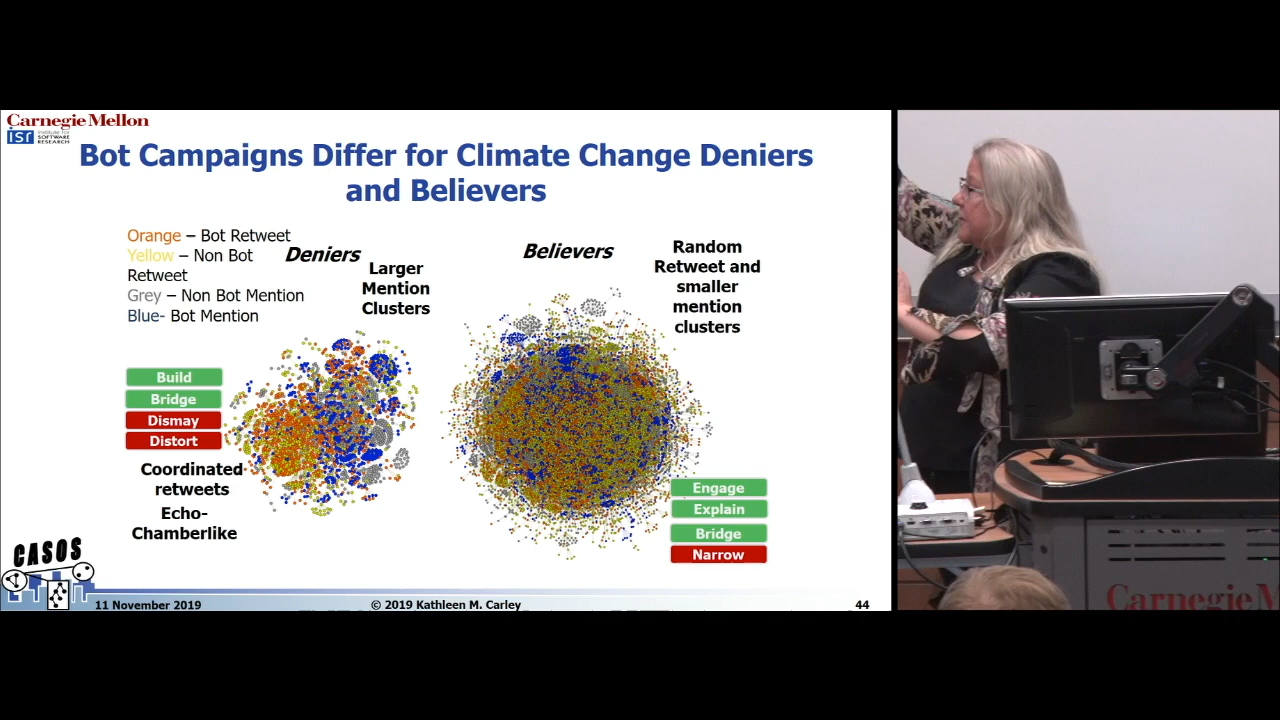 Carnegie Mellon
isr institute for
SOFTWARE
RESEARCH
Bot Campaigns Differ for Climate Change Deniers
and Believers
Orange – Bot Retweet
Yellow – Non Bot
Retweet
Grey – Non Bot Mention
Blue- Bot Mention
Deniers
Larger
Mention
Clusters
Believers
Random
Retweet and
smaller
mention
clusters
Build
Bridge
Dismay
Distort
Coordinated
retweets
Echo-
Chamberlike
Engage
Explain
Bridge
Narrow
CASOS
11 November 2019
© 2019 Kathleen M. Carley
44
Carnegie M